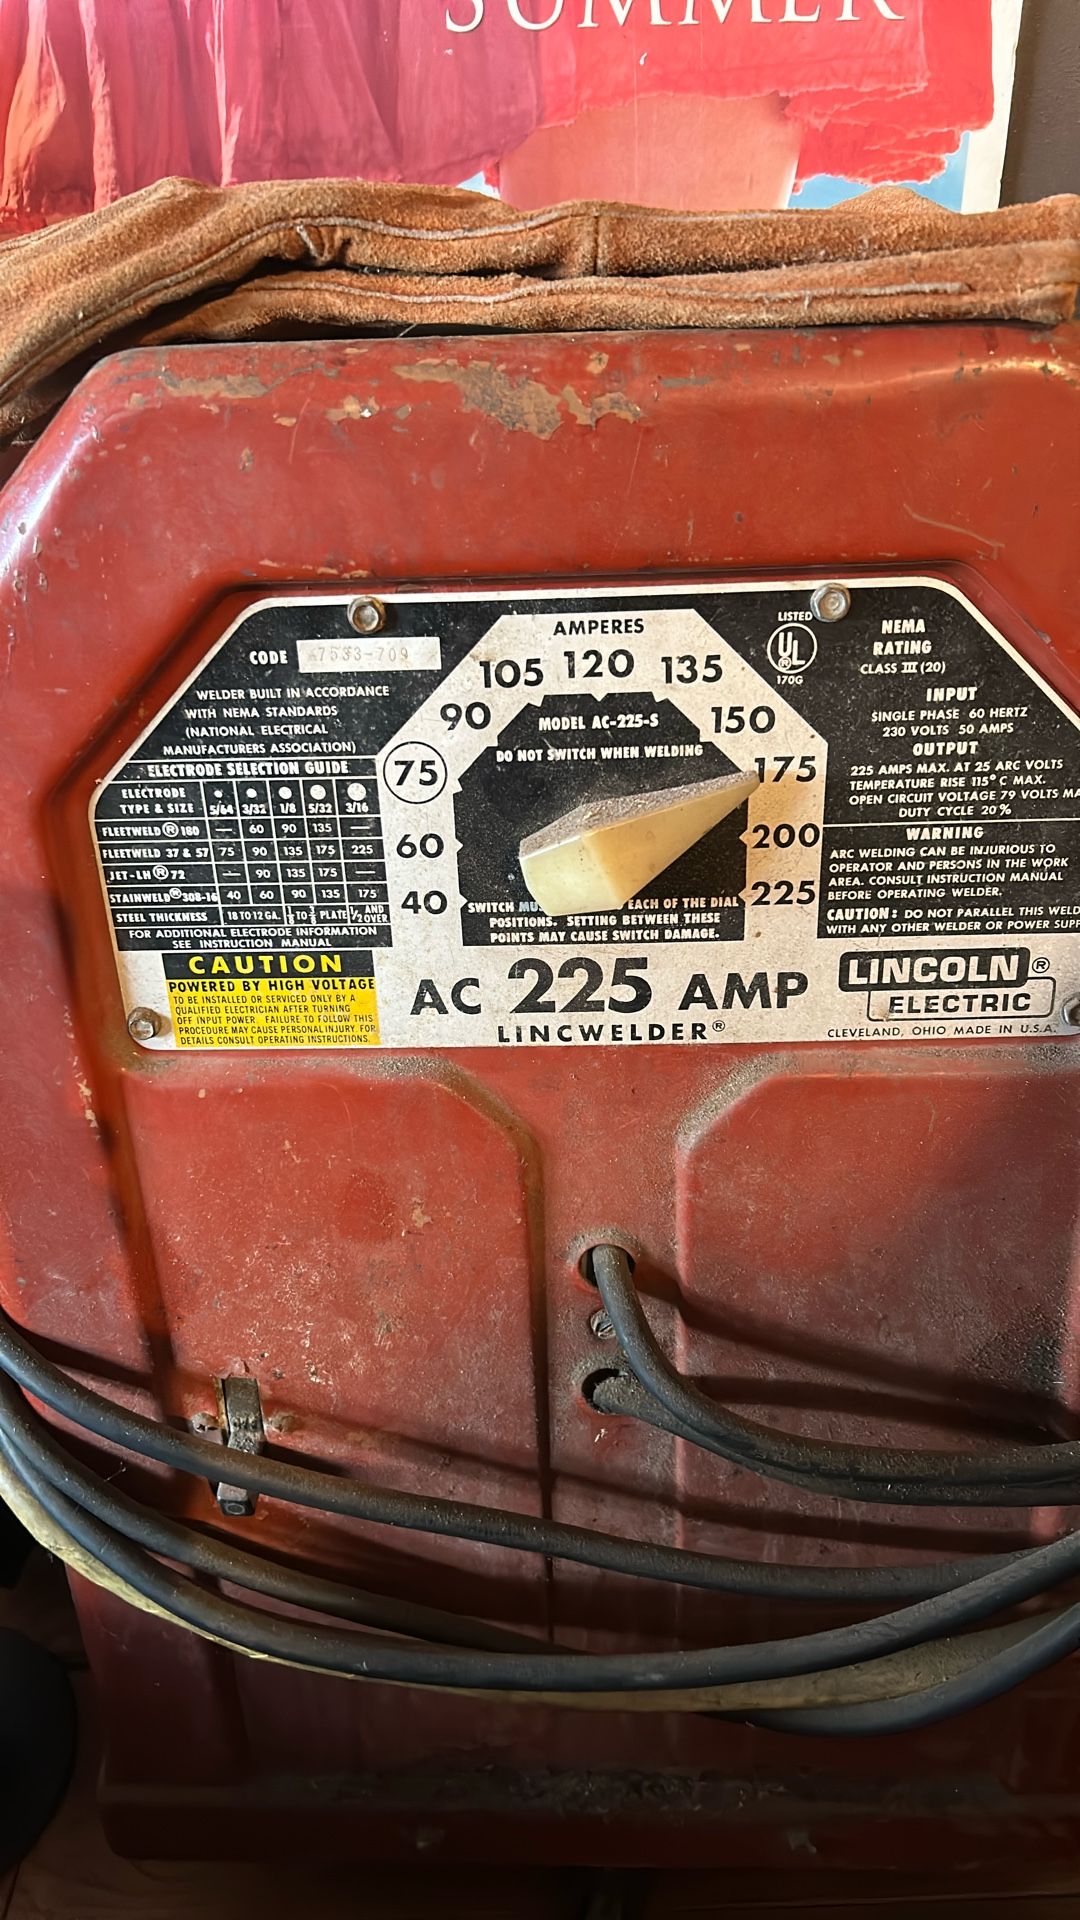 SUMMER
CODE 7533-709
WELDER BUILT IN ACCORDANCE
WITH NEMA STANDARDS
(NATIONAL ELECTRICAL
MANUFACTURERS ASSOCIATION)
ELECTRODE SELECTION GUIDE
ELECTRODE
TYPE & SIZE 5/64 3/32 1/8 5/32 3/16
FLEETWELD® 180 — 60 90 135 —
FLEETWELD 37 & 57 75 90 135 175 225
JET-LH® 72 — 90 135 175 —
STAINWELD® 308-16 40 60 90 135 175
STEEL THICKNESS 18 TO 12 GA. 1/8 TO 3/8 PLATE 1/2 AND OVER
FOR ADDITIONAL ELECTRODE INFORMATION
SEE INSTRUCTION MANUAL
CAUTION
POWERED BY HIGH VOLTAGE
TO BE INSTALLED OR SERVICED ONLY BY A
QUALIFIED ELECTRICIAN AFTER TURNING
OFF INPUT POWER. FAILURE TO FOLLOW THIS
PROCEDURE MAY CAUSE PERSONAL INJURY. FOR
DETAILS CONSULT OPERATING INSTRUCTIONS.
AMPERES
40
60
75
90
105
120
135
150
175
200
225
MODEL AC-225-S
DO NOT SWITCH WHEN WELDING
SWITCH EACH OF THE DIAL
POSITIONS. SETTING BETWEEN THESE
POINTS MAY CAUSE SWITCH DAMAGE.
AC 225 AMP
LINCWELDER®
LISTED
UL®
170G
NEMA
RATING
CLASS III (20)
INPUT
SINGLE PHASE 60 HERTZ
230 VOLTS 50 AMPS
OUTPUT
225 AMPS MAX. AT 25 ARC VOLTS
TEMPERATURE RISE 115° C MAX.
OPEN CIRCUIT VOLTAGE 79 VOLTS MA
DUTY CYCLE 20%
WARNING
ARC WELDING CAN BE INJURIOUS TO
OPERATOR AND PERSONS IN THE WORK
AREA. CONSULT INSTRUCTION MANUAL
BEFORE OPERATING WELDER.
CAUTION: DO NOT PARALLEL THIS WELD
WITH ANY OTHER WELDER OR POWER SUPP
LINCOLN®
ELECTRIC
CLEVELAND, OHIO MADE IN U.S.A.